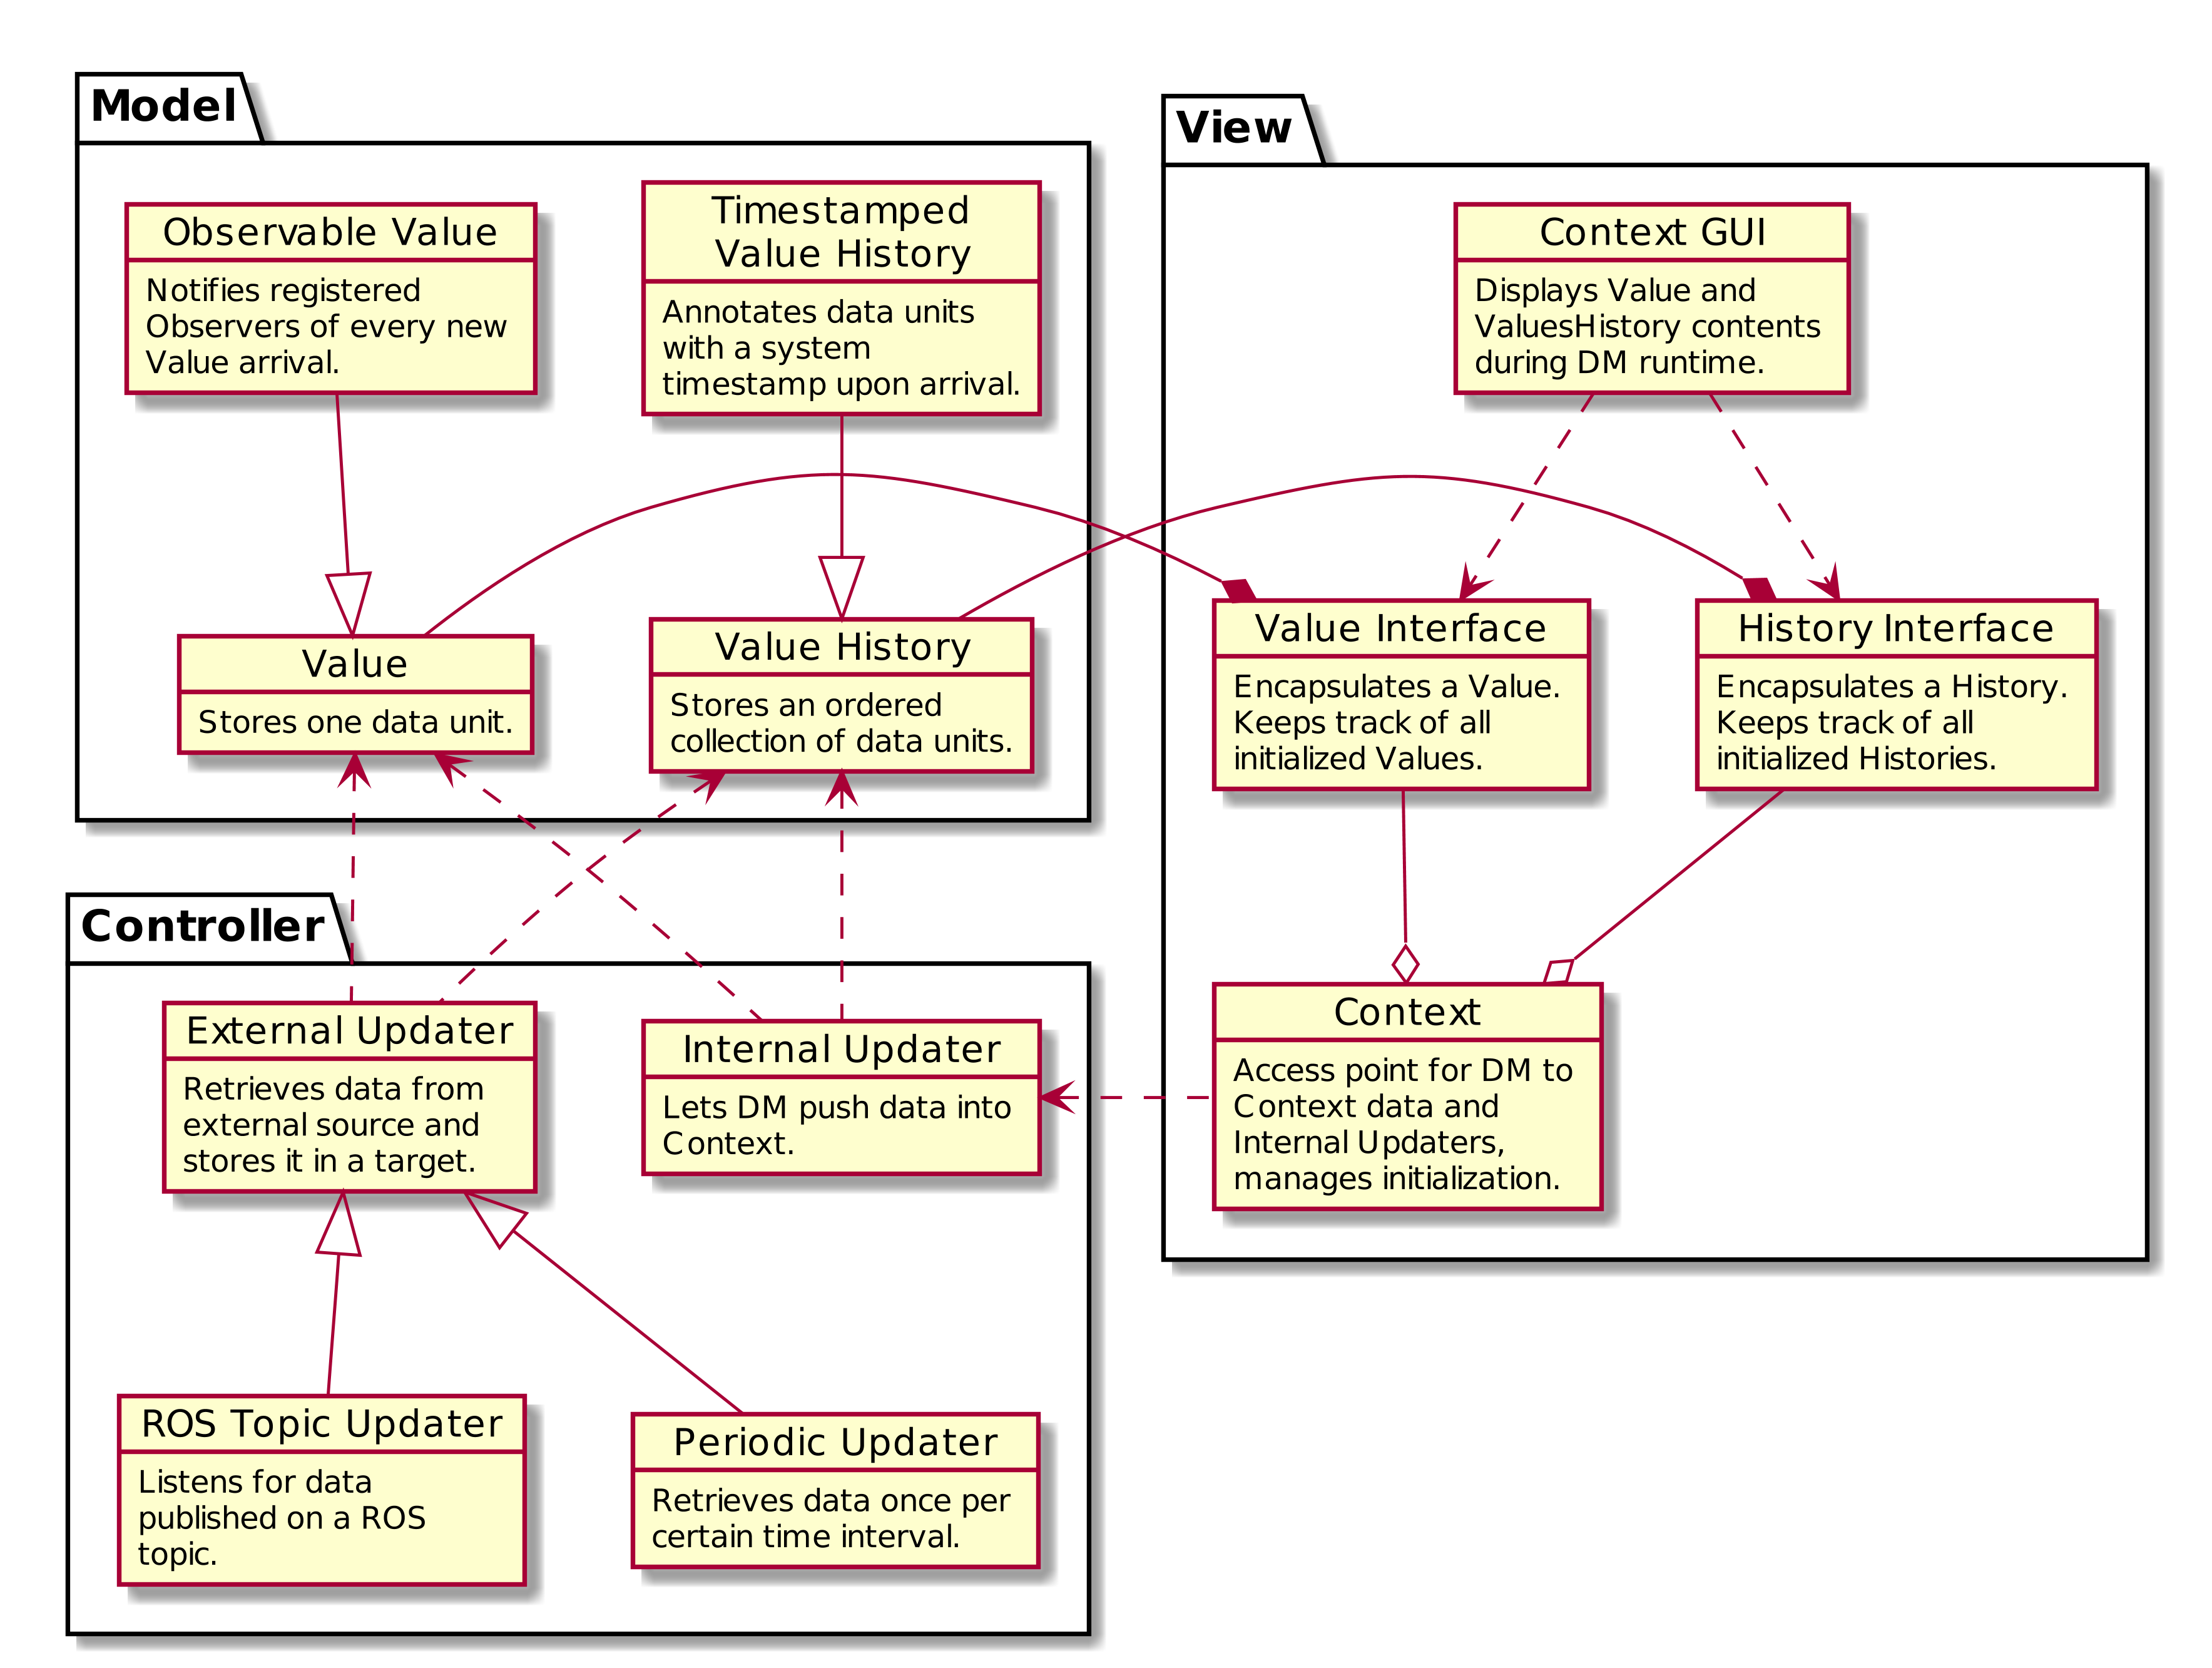 Model
Observable Value
Notifies registered
Observers of every new
Value arrival.
Timestamped
Value History
Annotates data units
with a system
timestamp upon arrival.
Value
Stores one data unit.
Value History
Stores an ordered
collection of data units.
View
Context GUI
Displays Value and
ValuesHistory contents
during DM runtime.
Value Interface
Encapsulates a Value.
Keeps track of all
initialized Values.
History Interface
Encapsulates a History.
Keeps track of all
initialized Histories.
Context
Access point for DM to
Context data and
Internal Updaters,
manages initialization.
Controller
External Updater
Retrieves data from
external source and
stores it in a target.
Internal Updater
Lets DM push data into
Context.
ROS Topic Updater
Listens for data
published on a ROS
topic.
Periodic Updater
Retrieves data once per
certain time interval.